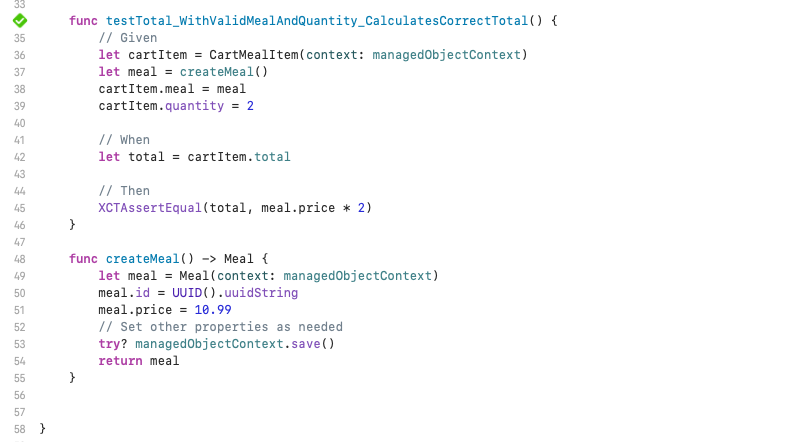 33
func testTotal_WithValidMealAndQuantity_CalculatesCorrectTotal() {
35 // Given
36 let cartItem = CartMealItem(context: managedObjectContext)
37 let meal = createMeal()
38 cartItem.meal = meal
39 cartItem.quantity = 2
40
41 // When
42 let total = cartItem.total
43
44 // Then
45 XCTAssertEqual(total, meal.price * 2)
46 }
47
48 func createMeal() -> Meal {
49 let meal = Meal(context: managedObjectContext)
50 meal.id = UUID().uuidString
51 meal.price = 10.99
52 // Set other properties as needed
53 try? managedObjectContext.save()
54 return meal
55 }
56
57
58 }